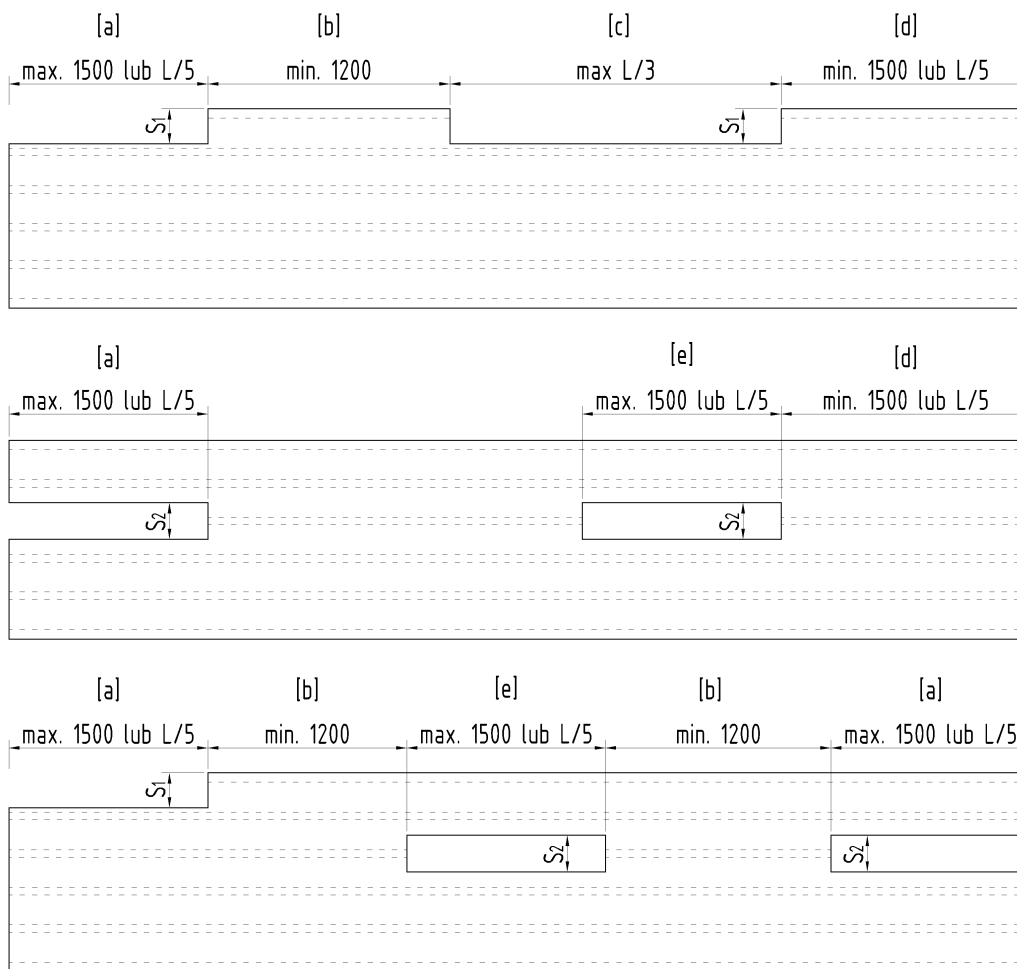 [a] [b] [c] [d]
max. 1500 lub L/5 min. 1200 max L/3 min. 1500 lub L/5
S1 S1
[a] [e] [d]
max. 1500 lub L/5 max. 1500 lub L/5 min. 1500 lub L/5
S2 S2
[a] [b] [e] [b] [a]
max. 1500 lub L/5 min. 1200 max. 1500 lub L/5 min. 1200 max. 1500 lub L/5
S1
S2 S2